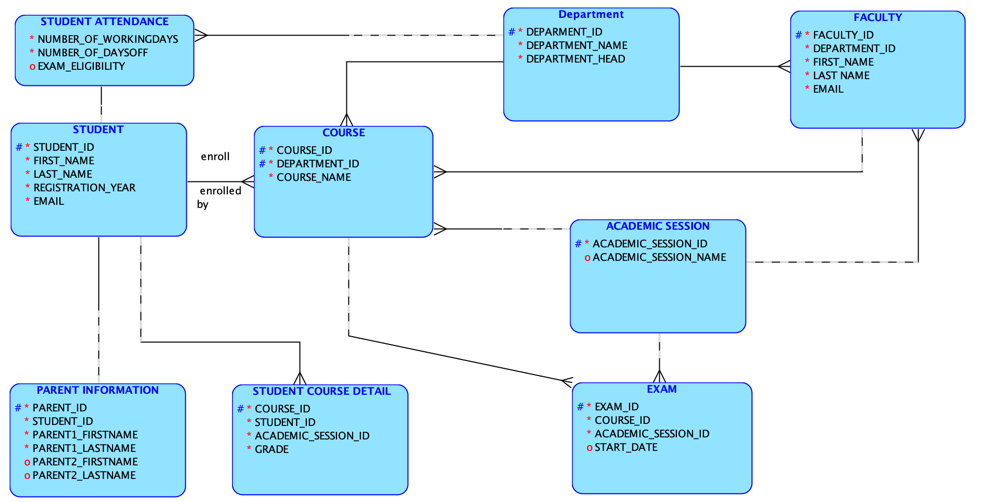 STUDENT ATTENDANCE
* NUMBER_OF_WORKINGDAYS
* NUMBER_OF_DAYSOFF
o EXAM_ELIGIBILITY
Department
# * DEPARMENT_ID
* DEPARTMENT_NAME
* DEPARTMENT_HEAD
FACULTY
# * FACULTY_ID
* DEPARTMENT_ID
* FIRST_NAME
* LAST NAME
* EMAIL
STUDENT
# * STUDENT_ID
* FIRST_NAME
* LAST_NAME
* REGISTRATION_YEAR
* EMAIL
enroll
enrolled
by
COURSE
# * COURSE_ID
# * DEPARTMENT_ID
* COURSE_NAME
ACADEMIC SESSION
# * ACADEMIC_SESSION_ID
o ACADEMIC_SESSION_NAME
PARENT INFORMATION
# * PARENT_ID
* STUDENT_ID
* PARENT1_FIRSTNAME
* PARENT1_LASTNAME
o PARENT2_FIRSTNAME
o PARENT2_LASTNAME
STUDENT COURSE DETAIL
# * COURSE_ID
* STUDENT_ID
* ACADEMIC_SESSION_ID
* GRADE
EXAM
# * EXAM_ID
* COURSE_ID
* ACADEMIC_SESSION_ID
o START_DATE